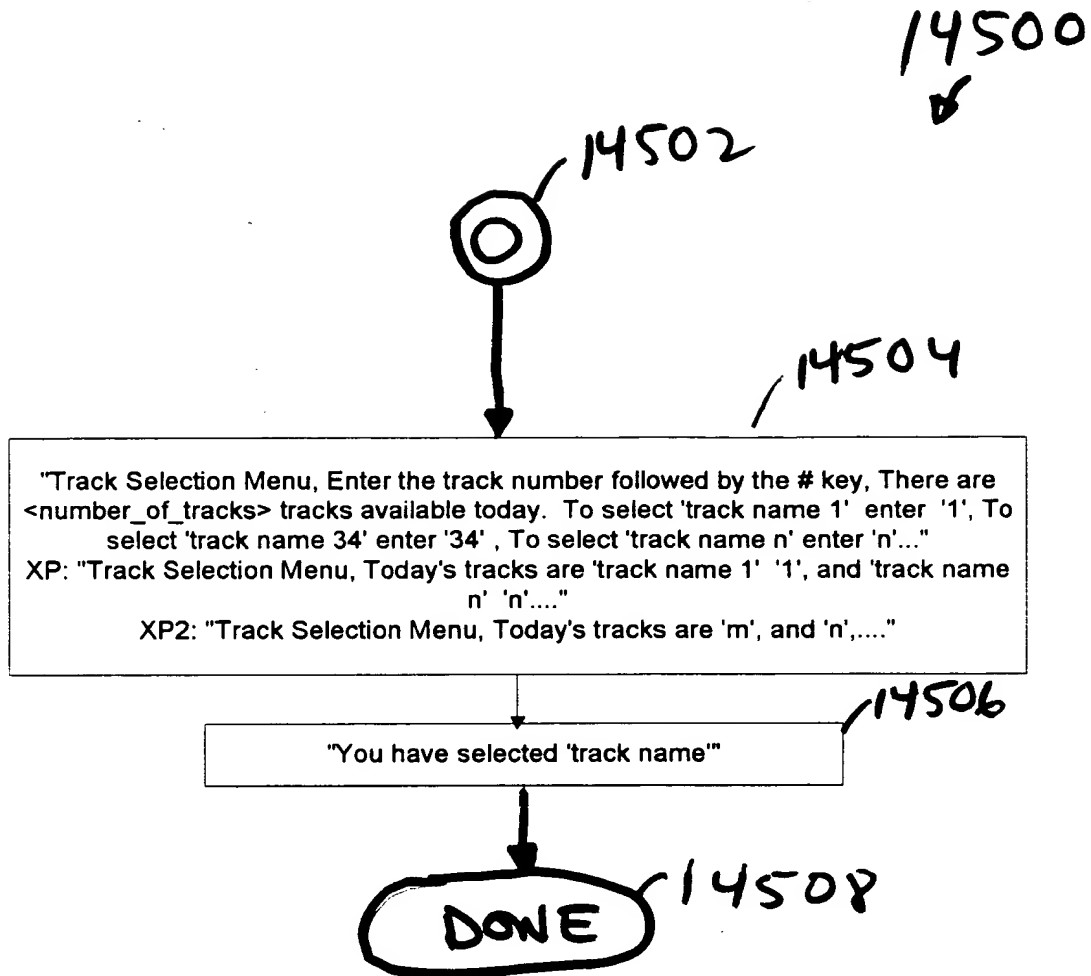 14500
14502
14504
"Track Selection Menu, Enter the track number followed by the # key, There are
<number_of_tracks> tracks available today. To select 'track name 1' enter '1', To
select 'track name 34' enter '34' , To select 'track name n' enter 'n'..."
XP: "Track Selection Menu, Today's tracks are 'track name 1' '1', and 'track name
n' 'n'...."
XP2: "Track Selection Menu, Today's tracks are 'm', and 'n',...."
14506
"You have selected 'track name'"
14508
DONE